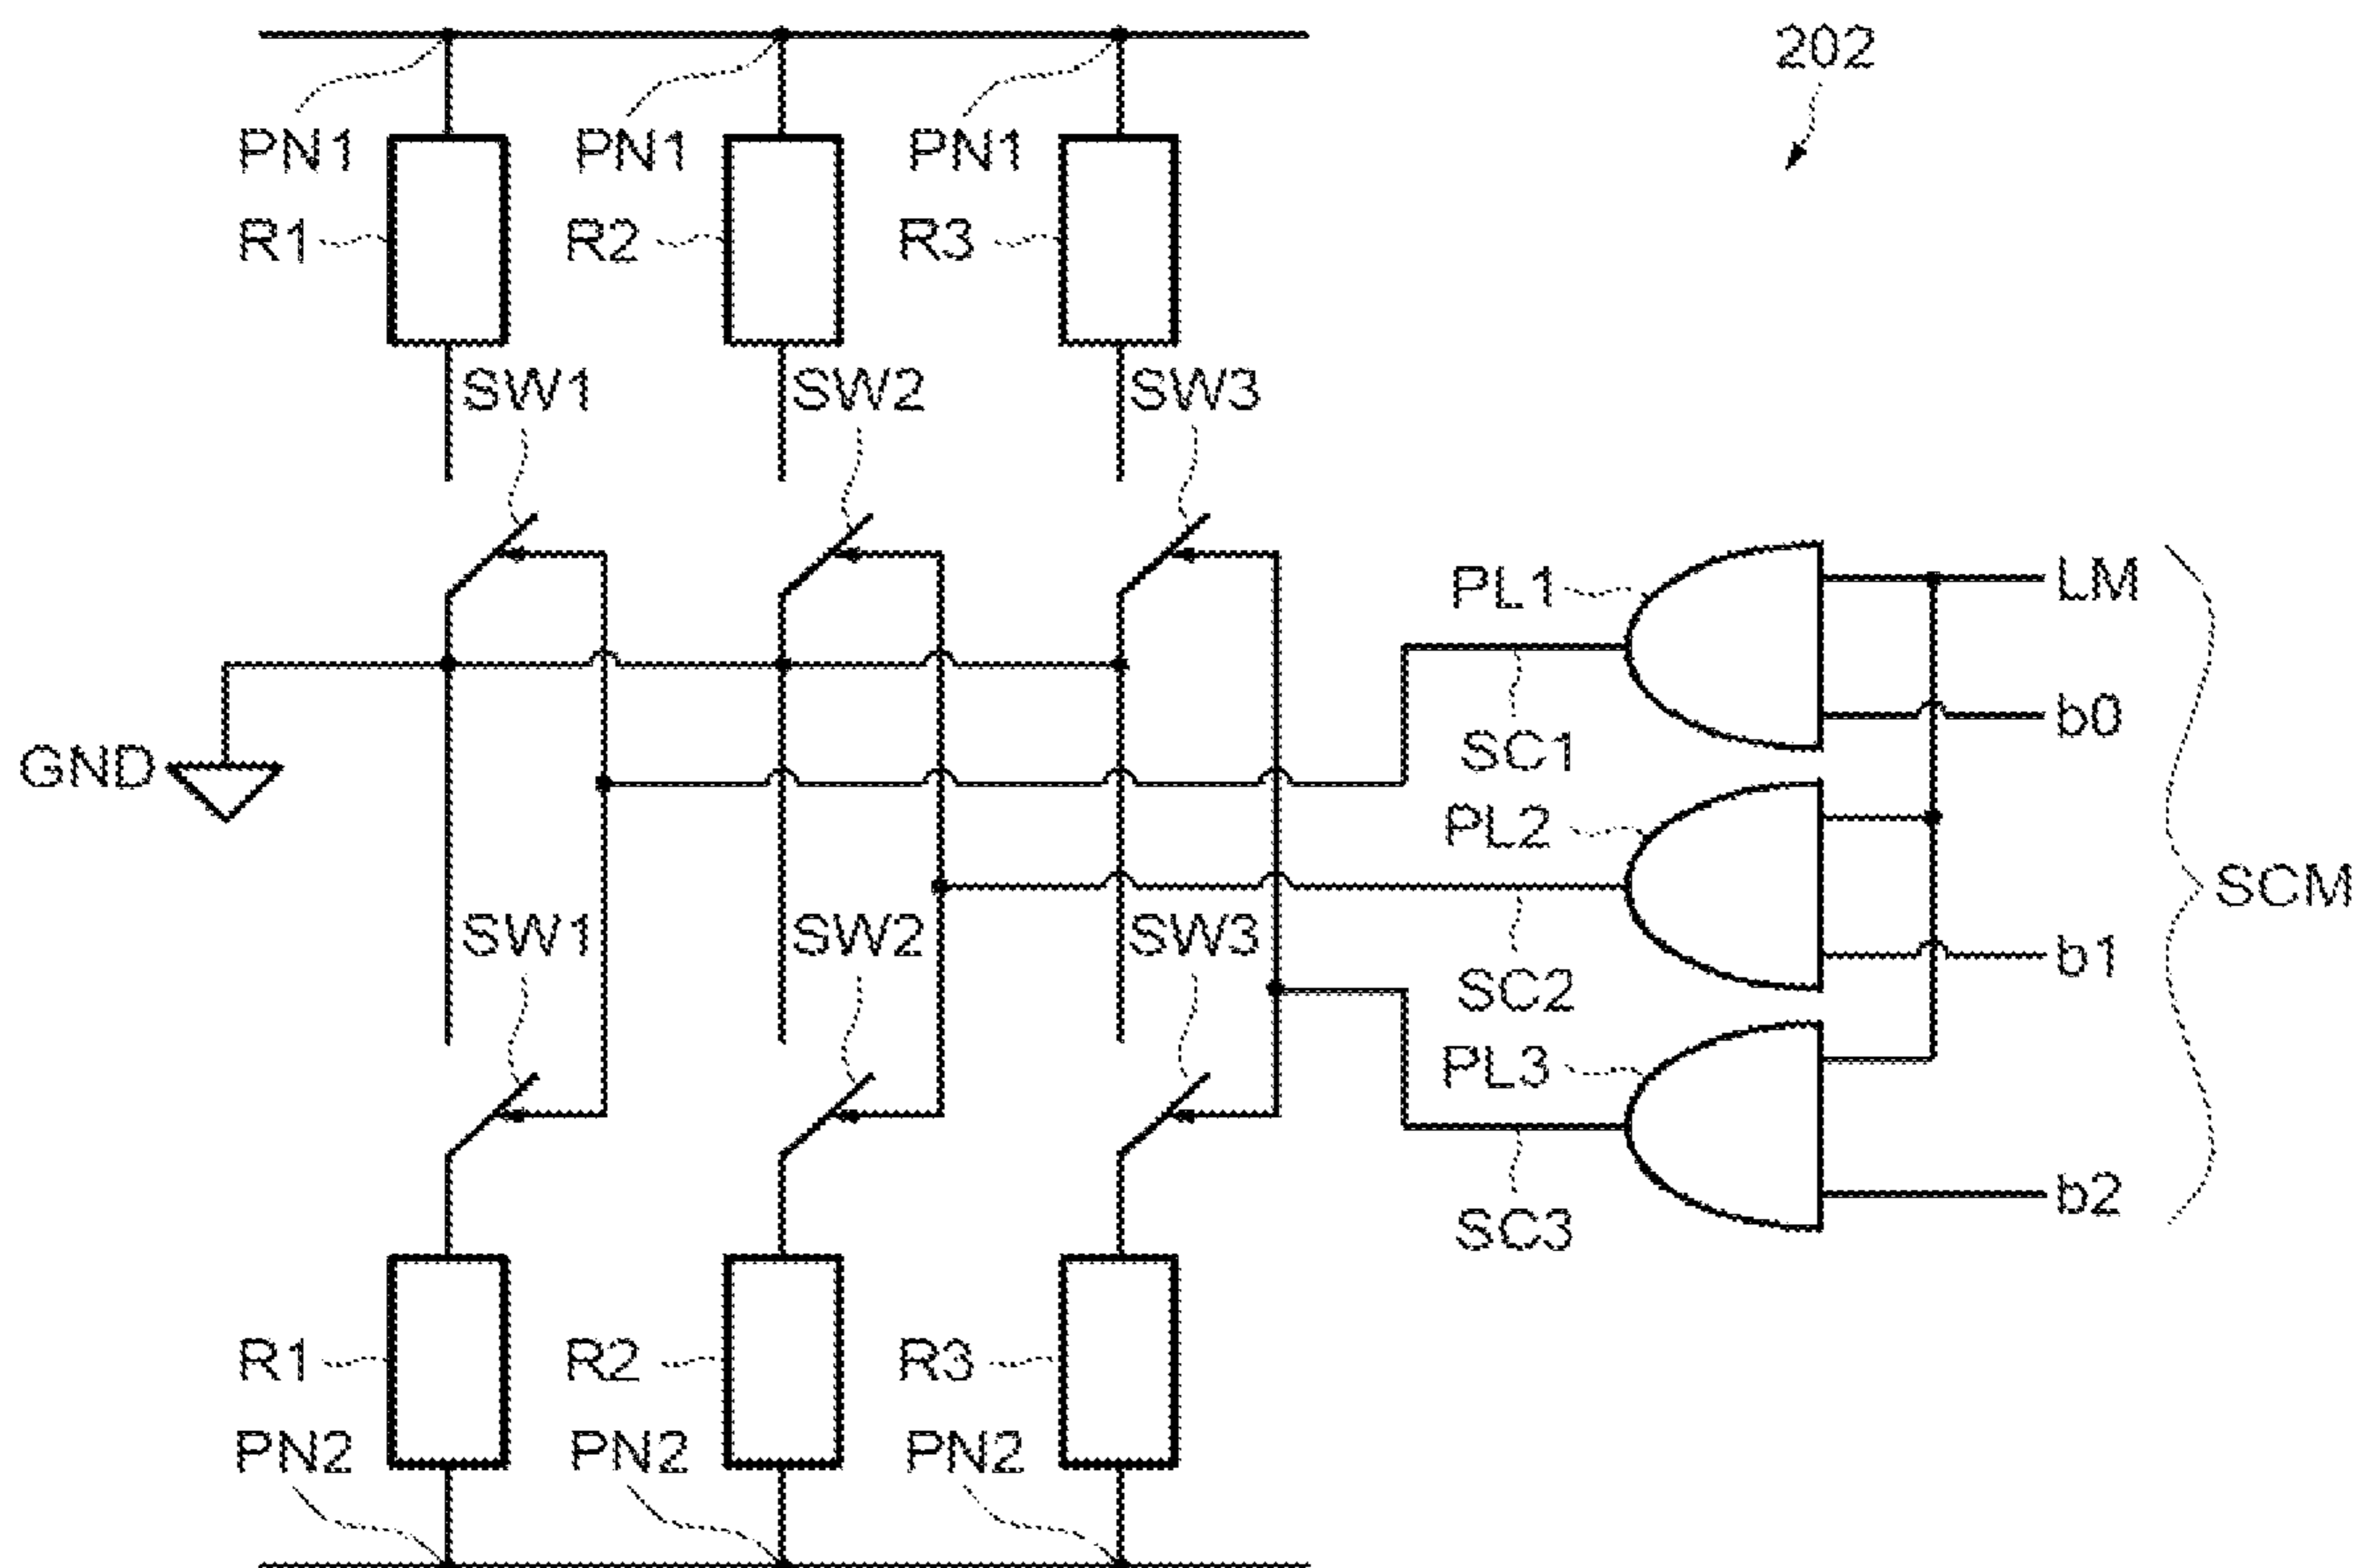 202
PN1 PN1 PN1
R1 R2 R3
SW1 SW2 SW3
PL1 LM
b0
SC1
GND
PL2
SCM
SW1 SW2 SW3
b1
SC2
PL3
b2
SC3
R1 R2 R3
PN2 PN2 PN2